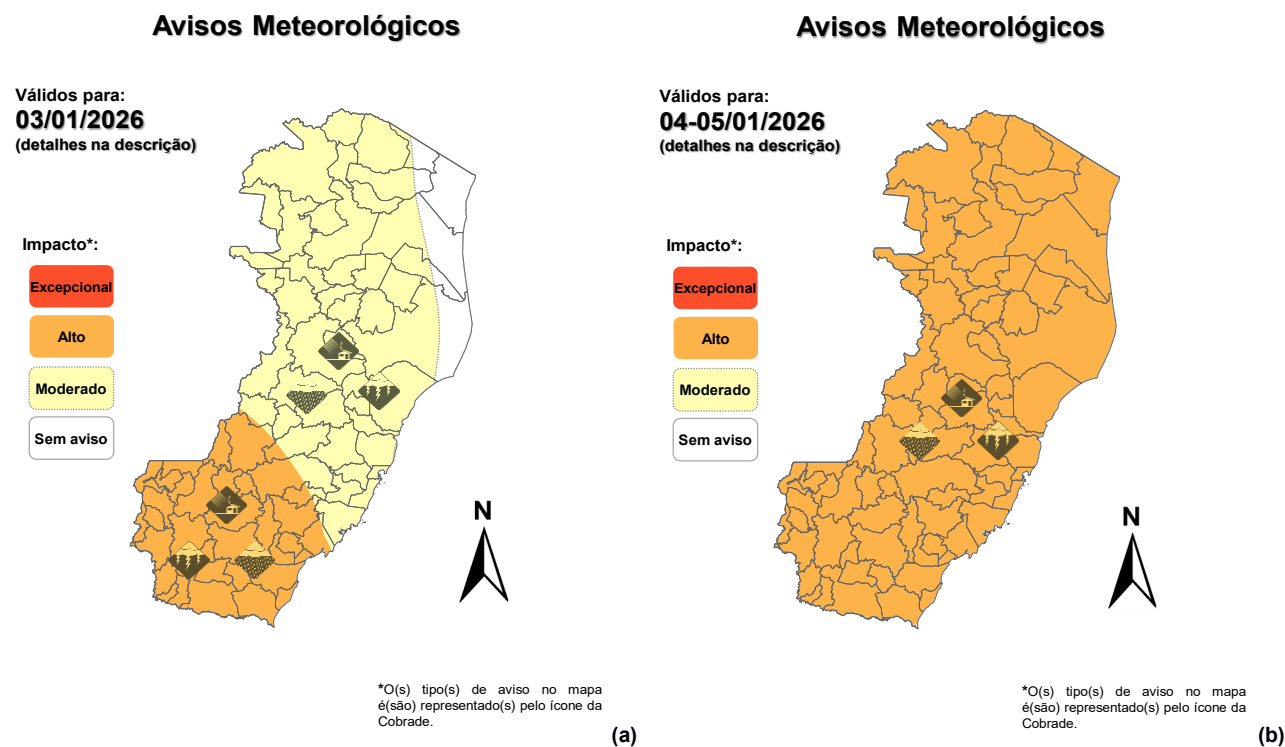 Avisos Meteorológicos
Válidos para:
03/01/2026
(detalhes na descrição)
Impacto*:
Excepcional
Alto
Moderado
Sem aviso
N
*O(s) tipo(s) de aviso no mapa
é(são) representado(s) pelo ícone da
Cobrade.
(a)
Avisos Meteorológicos
Válidos para:
04-05/01/2026
(detalhes na descrição)
Impacto*:
Excepcional
Alto
Moderado
Sem aviso
N
*O(s) tipo(s) de aviso no mapa
é(são) representado(s) pelo ícone da
Cobrade.
(b)